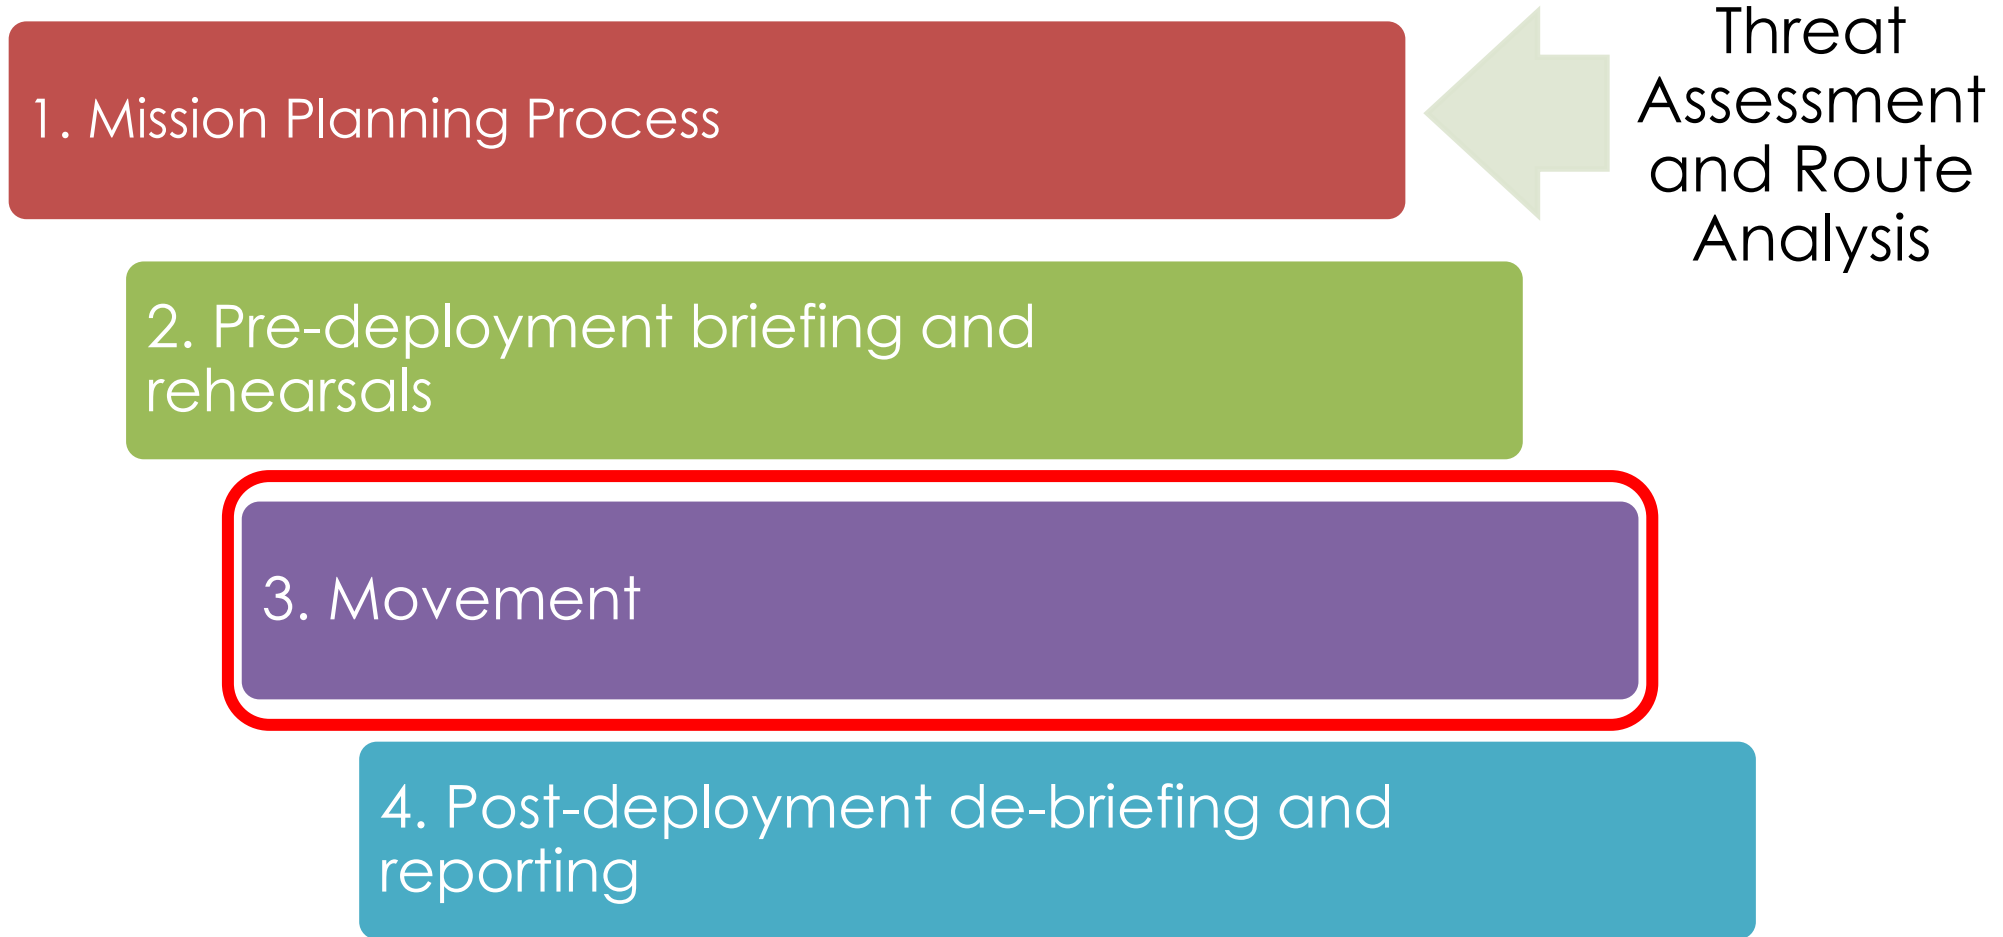 1. Mission Planning Process
Threat
Assessment
and Route
Analysis
2. Pre-deployment briefing and
rehearsals
3. Movement
4. Post-deployment de-briefing and
reporting